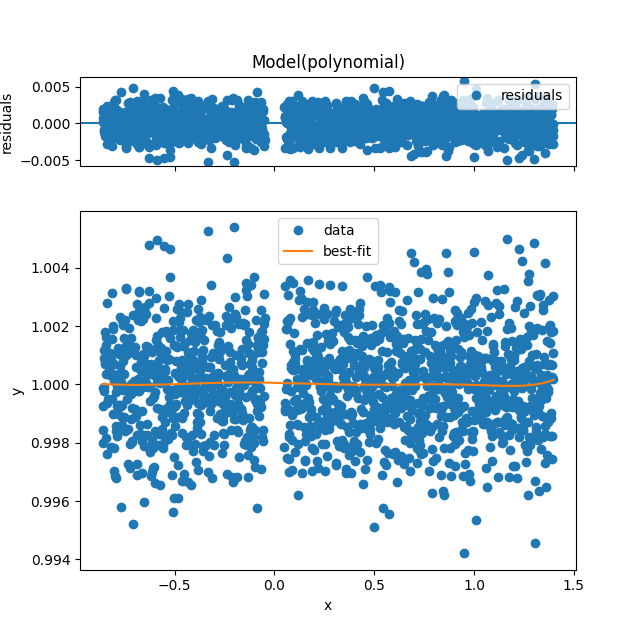 Model(polynomial)
0.005
0.000
−0.005
residuals
residuals
data
best-fit
1.004
1.002
1.000
0.998
0.996
0.994
y
−0.5
0.0
0.5
1.0
1.5
x